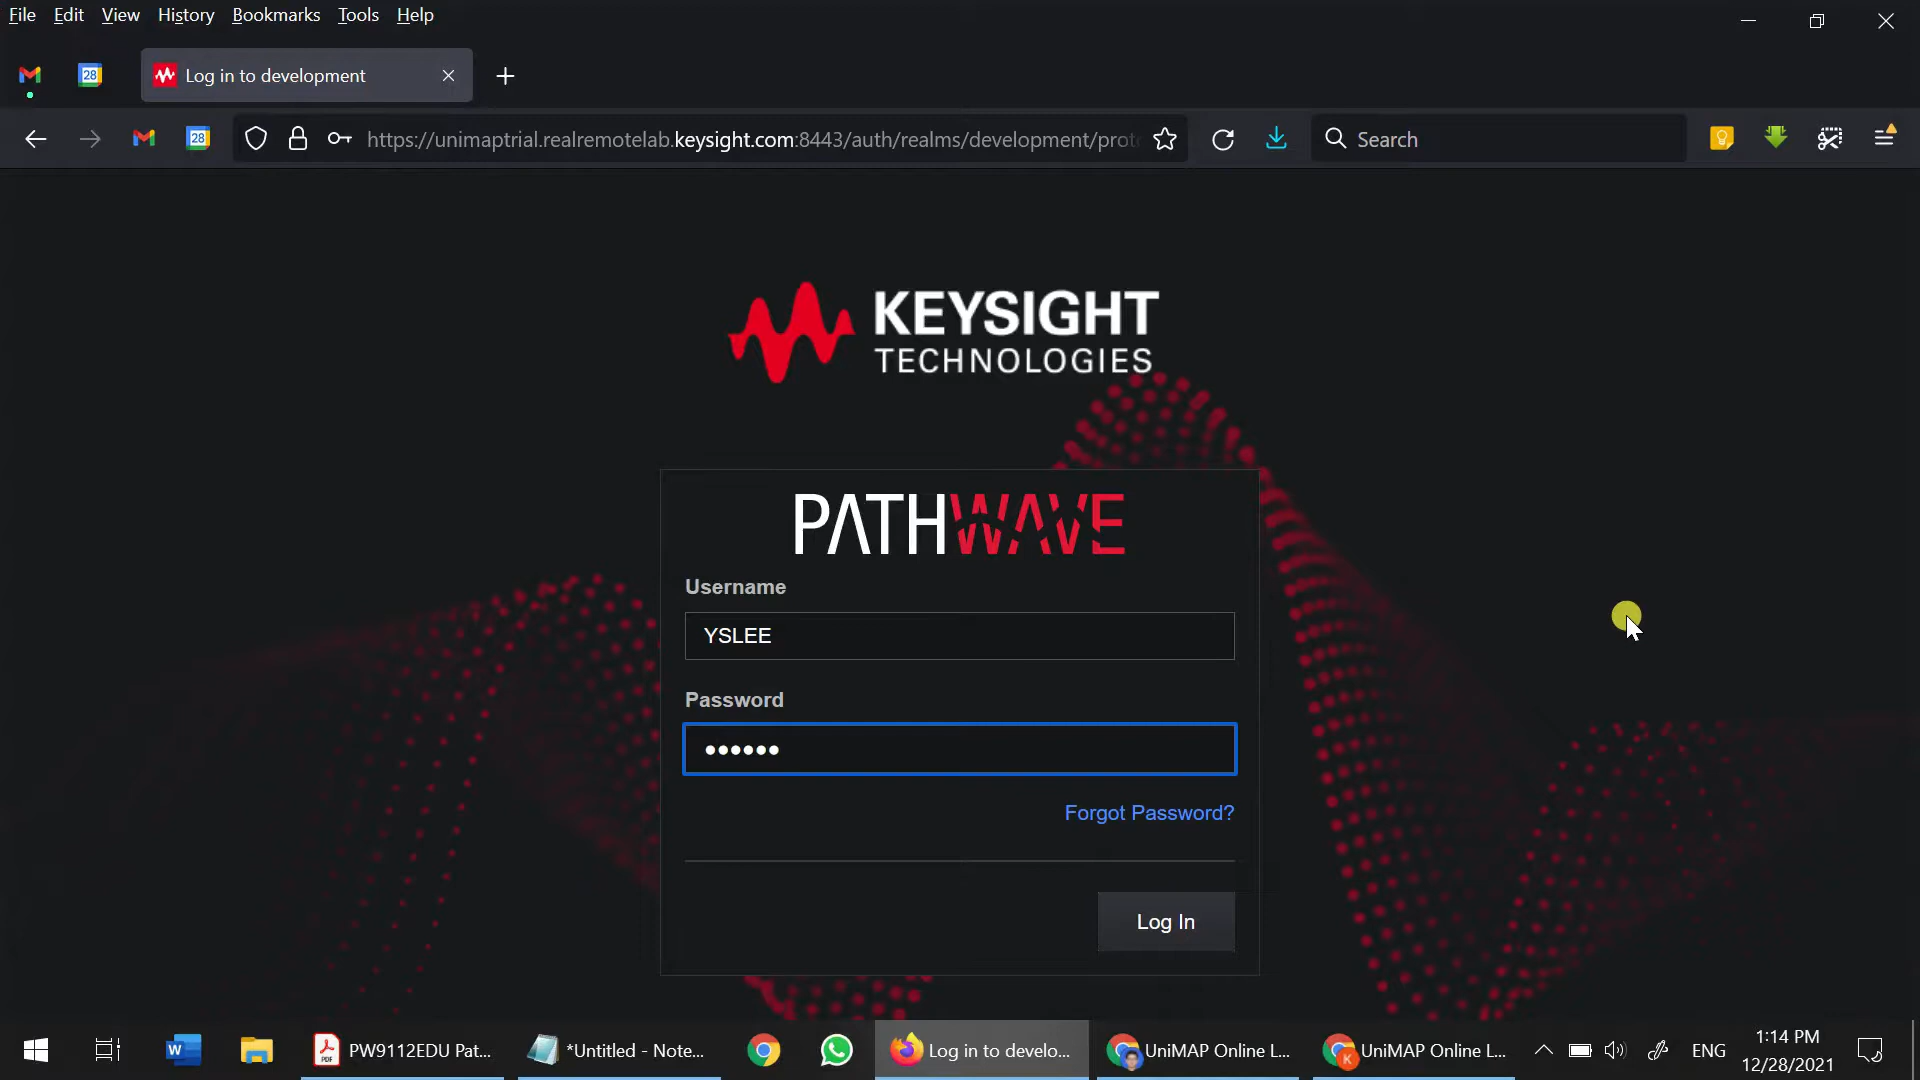 File Edit View History Bookmarks Tools Help
28 Log in to development
28 https://unimaptrial.realremotelab.keysight.com:8443/auth/realms/development/prot Search
KEYSIGHT
TECHNOLOGIES
PATHWAVE
Username
YSLEE
Password
Forgot Password?
Log In
PW9112EDU Pat... *Untitled - Note... Log in to develo... UniMAP Online L... K UniMAP Online L... ENG 1:14 PM
12/28/2021